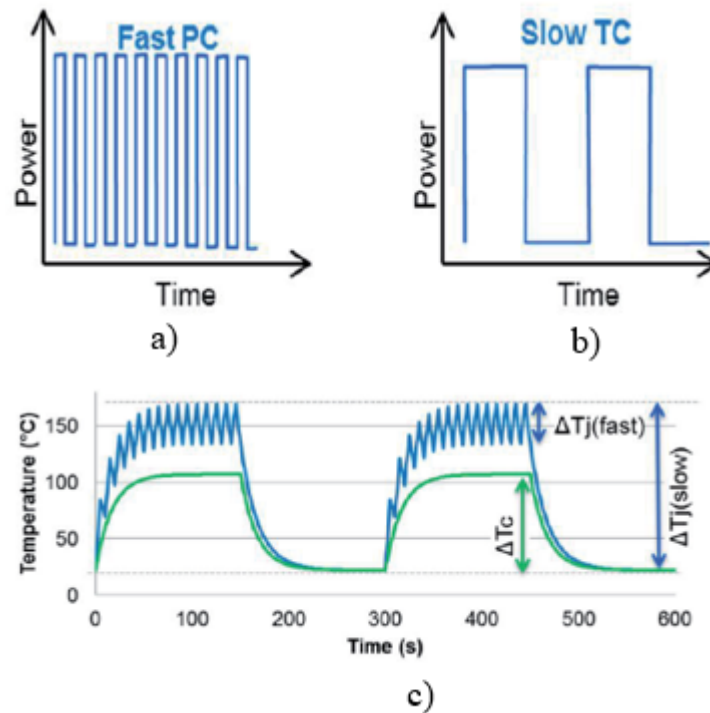 Fast PC
Power
Time
a)
Slow TC
Power
Time
b)
Temperature (°C)
150
100
50
0
0 100 200 300 400 500 600
Time (s)
ΔTj(fast)
ΔTc
ΔTj(slow)
c)